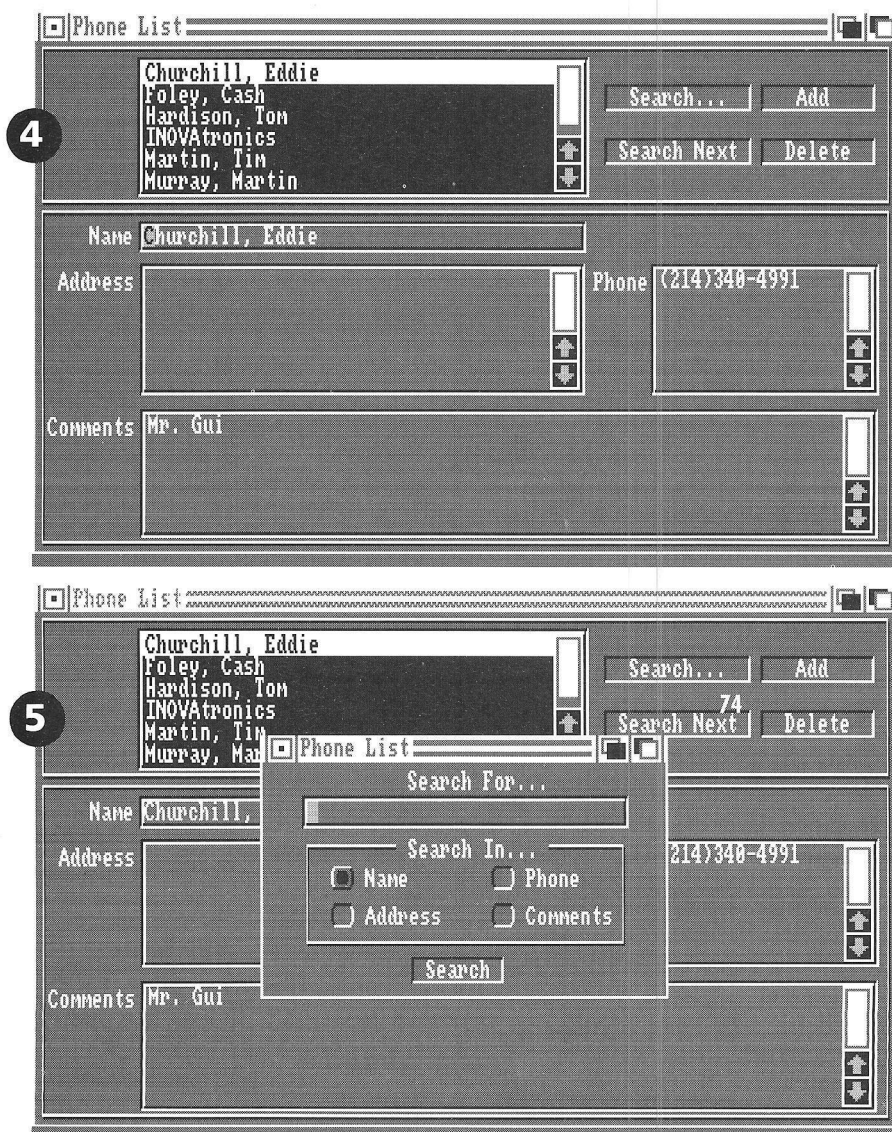 Phone List
4
Churchill, Eddie
Foley, Cash
Hardison, Tom
INOVAtronics
Martin, Tim
Murray, Martin
Search... Add
Search Next Delete
Name Churchill, Eddie
Address
Phone (214)340-4991
Comments Mr. Gui
Phone List
5
Churchill, Eddie
Foley, Cash
Hardison, Tom
INOVAtronics
Martin, Tim
Murray, Mar
Search... Add
74
Search Next Delete
Phone List
Search For...
Search In...
Name Phone
Address Comments
Search
Name Churchill,
Address
214)340-4991
Comments Mr. Gui